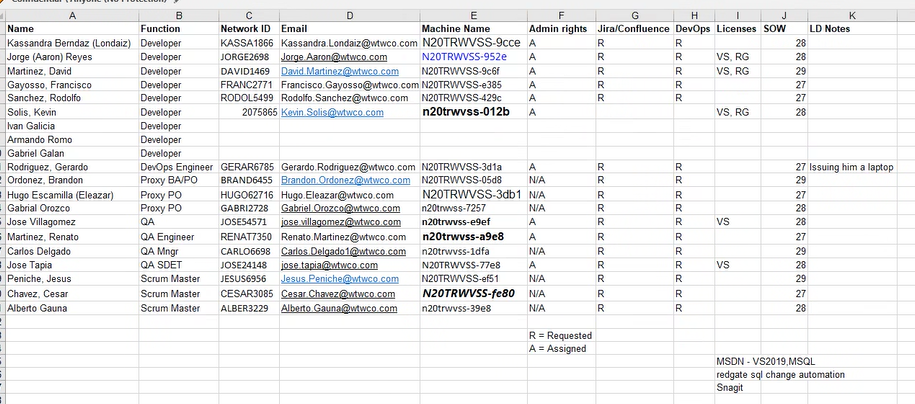 Confidential (Anyone (No Protection)
A B C D E F G H I J K
Name Function Network ID Email Machine Name Admin rights Jira/Confluence DevOps Licenses SOW LD Notes
Kassandra Berndaz (Londaiz) Developer KASSA1866 Kassandra.Londaiz@wtwco.com N20TRWVSS-9cce A R R 28
Jorge (Aaron) Reyes Developer JORGE2698 Jorge.Aaron@wtwco.com N20TRWVSS-952e A R R VS, RG 28
Martinez, David Developer DAVID1469 David.Martinez@wtwco.com N20TRWVSS-9c6f A R R VS, RG 29
Gayosso, Francisco Developer FRANC2771 Francisco.Gayosso@wtwco.com N20TRWVSS-e385 A R R 27
Sanchez, Rodolfo Developer RODOL5499 Rodolfo.Sanchez@wtwco.com N20TRWVSS-429c A R R 27
Solis, Kevin Developer 2075865 Kevin.Solis@wtwco.com n20trwvss-012b A VS, RG 28
Ivan Galicia Developer
Armando Romo Developer
Gabriel Galan Developer
Rodriguez, Gerardo DevOps Engineer GERAR6785 Gerardo.Rodriguez@wtwco.com N20TRWVSS-3d1a A R R 27 Issuing him a laptop
Ordonez, Brandon Proxy BA/PO BRAND6455 Brandon.Ordonez@wtwco.com N20TRWVSS-05d8 N/A R R 29
Hugo Escamilla (Eleazar) Proxy PO HUGO62716 Hugo.Eleazar@wtwco.com N20TRWVSS-3db1 N/A R R 27
Gabrial Orozco Proxy PO GABRI2728 Gabriel.Orozco@wtwco.com n20trwvss-7257 N/A R R 28
Jose Villagomez QA JOSE54571 jose.villagomez@wtwco.com n20trwvss-e9ef A R R VS 28
Martinez, Renato QA Engineer RENAT7350 Renato.Martinez@wtwco.com n20trwvss-a9e8 A R R 27
Carlos Delgado QA Mngr CARLO6698 Carlos.Delgado1@wtwco.com n20trwvss-1dfa N/A R R 29
Jose Tapia QA SDET JOSE24148 jose.tapia@wtwco.com N20TRWVSS-77e8 A R R VS 28
Peniche, Jesus Scrum Master JESUS6956 Jesus.Peniche@wtwco.com N20TRWVSS-ef51 N/A R R 29
Chavez, Cesar Scrum Master CESAR3085 Cesar.Chavez@wtwco.com N20TRWVSS-fe80 N/A R R 27
Alberto Gauna Scrum Master ALBER3229 Alberto.Gauna@wtwco.com n20trwvss-39e8 N/A R R 28
R = Requested
A = Assigned
MSDN - VS2019,MSQL
redgate sql change automation
Snagit